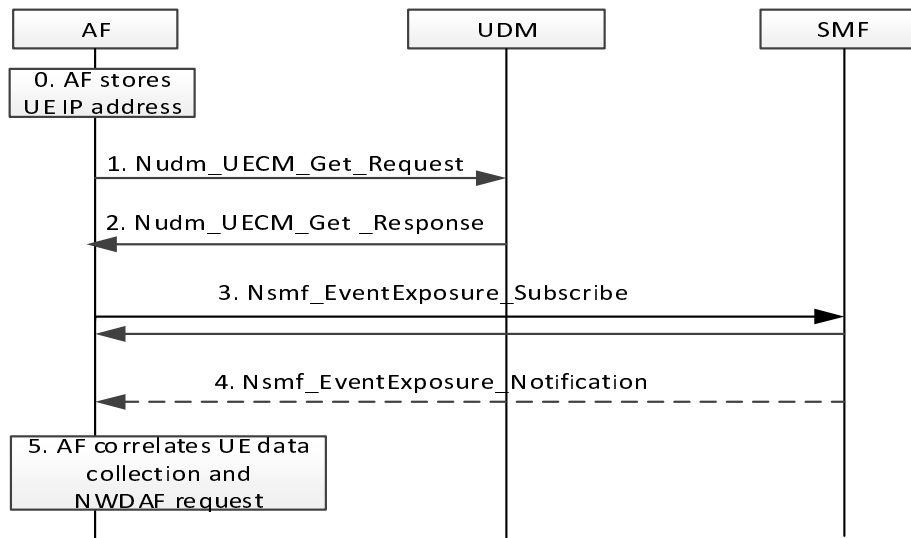 AF
UDM
SMF
0. AF stores
UE IP address
1. Nudm_UECM_Get_Request
2. Nudm_UECM_Get _Response
3. Nsmf_EventExposure_Subscribe
4. Nsmf_EventExposure_Notification
5. AF correlates UE data
collection and
NWDAF request